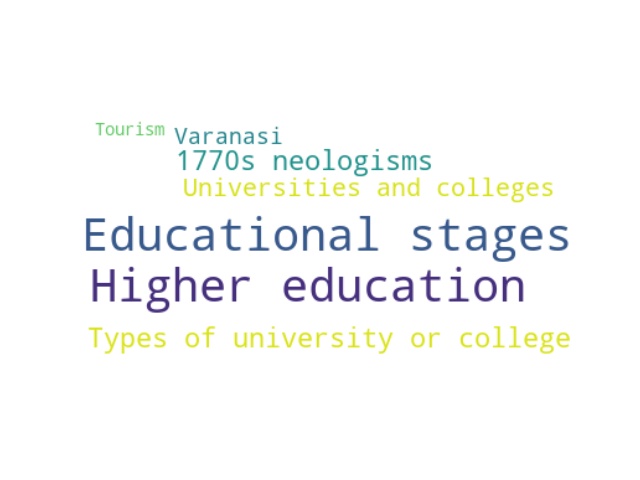 Tourism
Varanasi
1770s neologisms
Universities and colleges
Educational stages
Higher education
Types of university or college